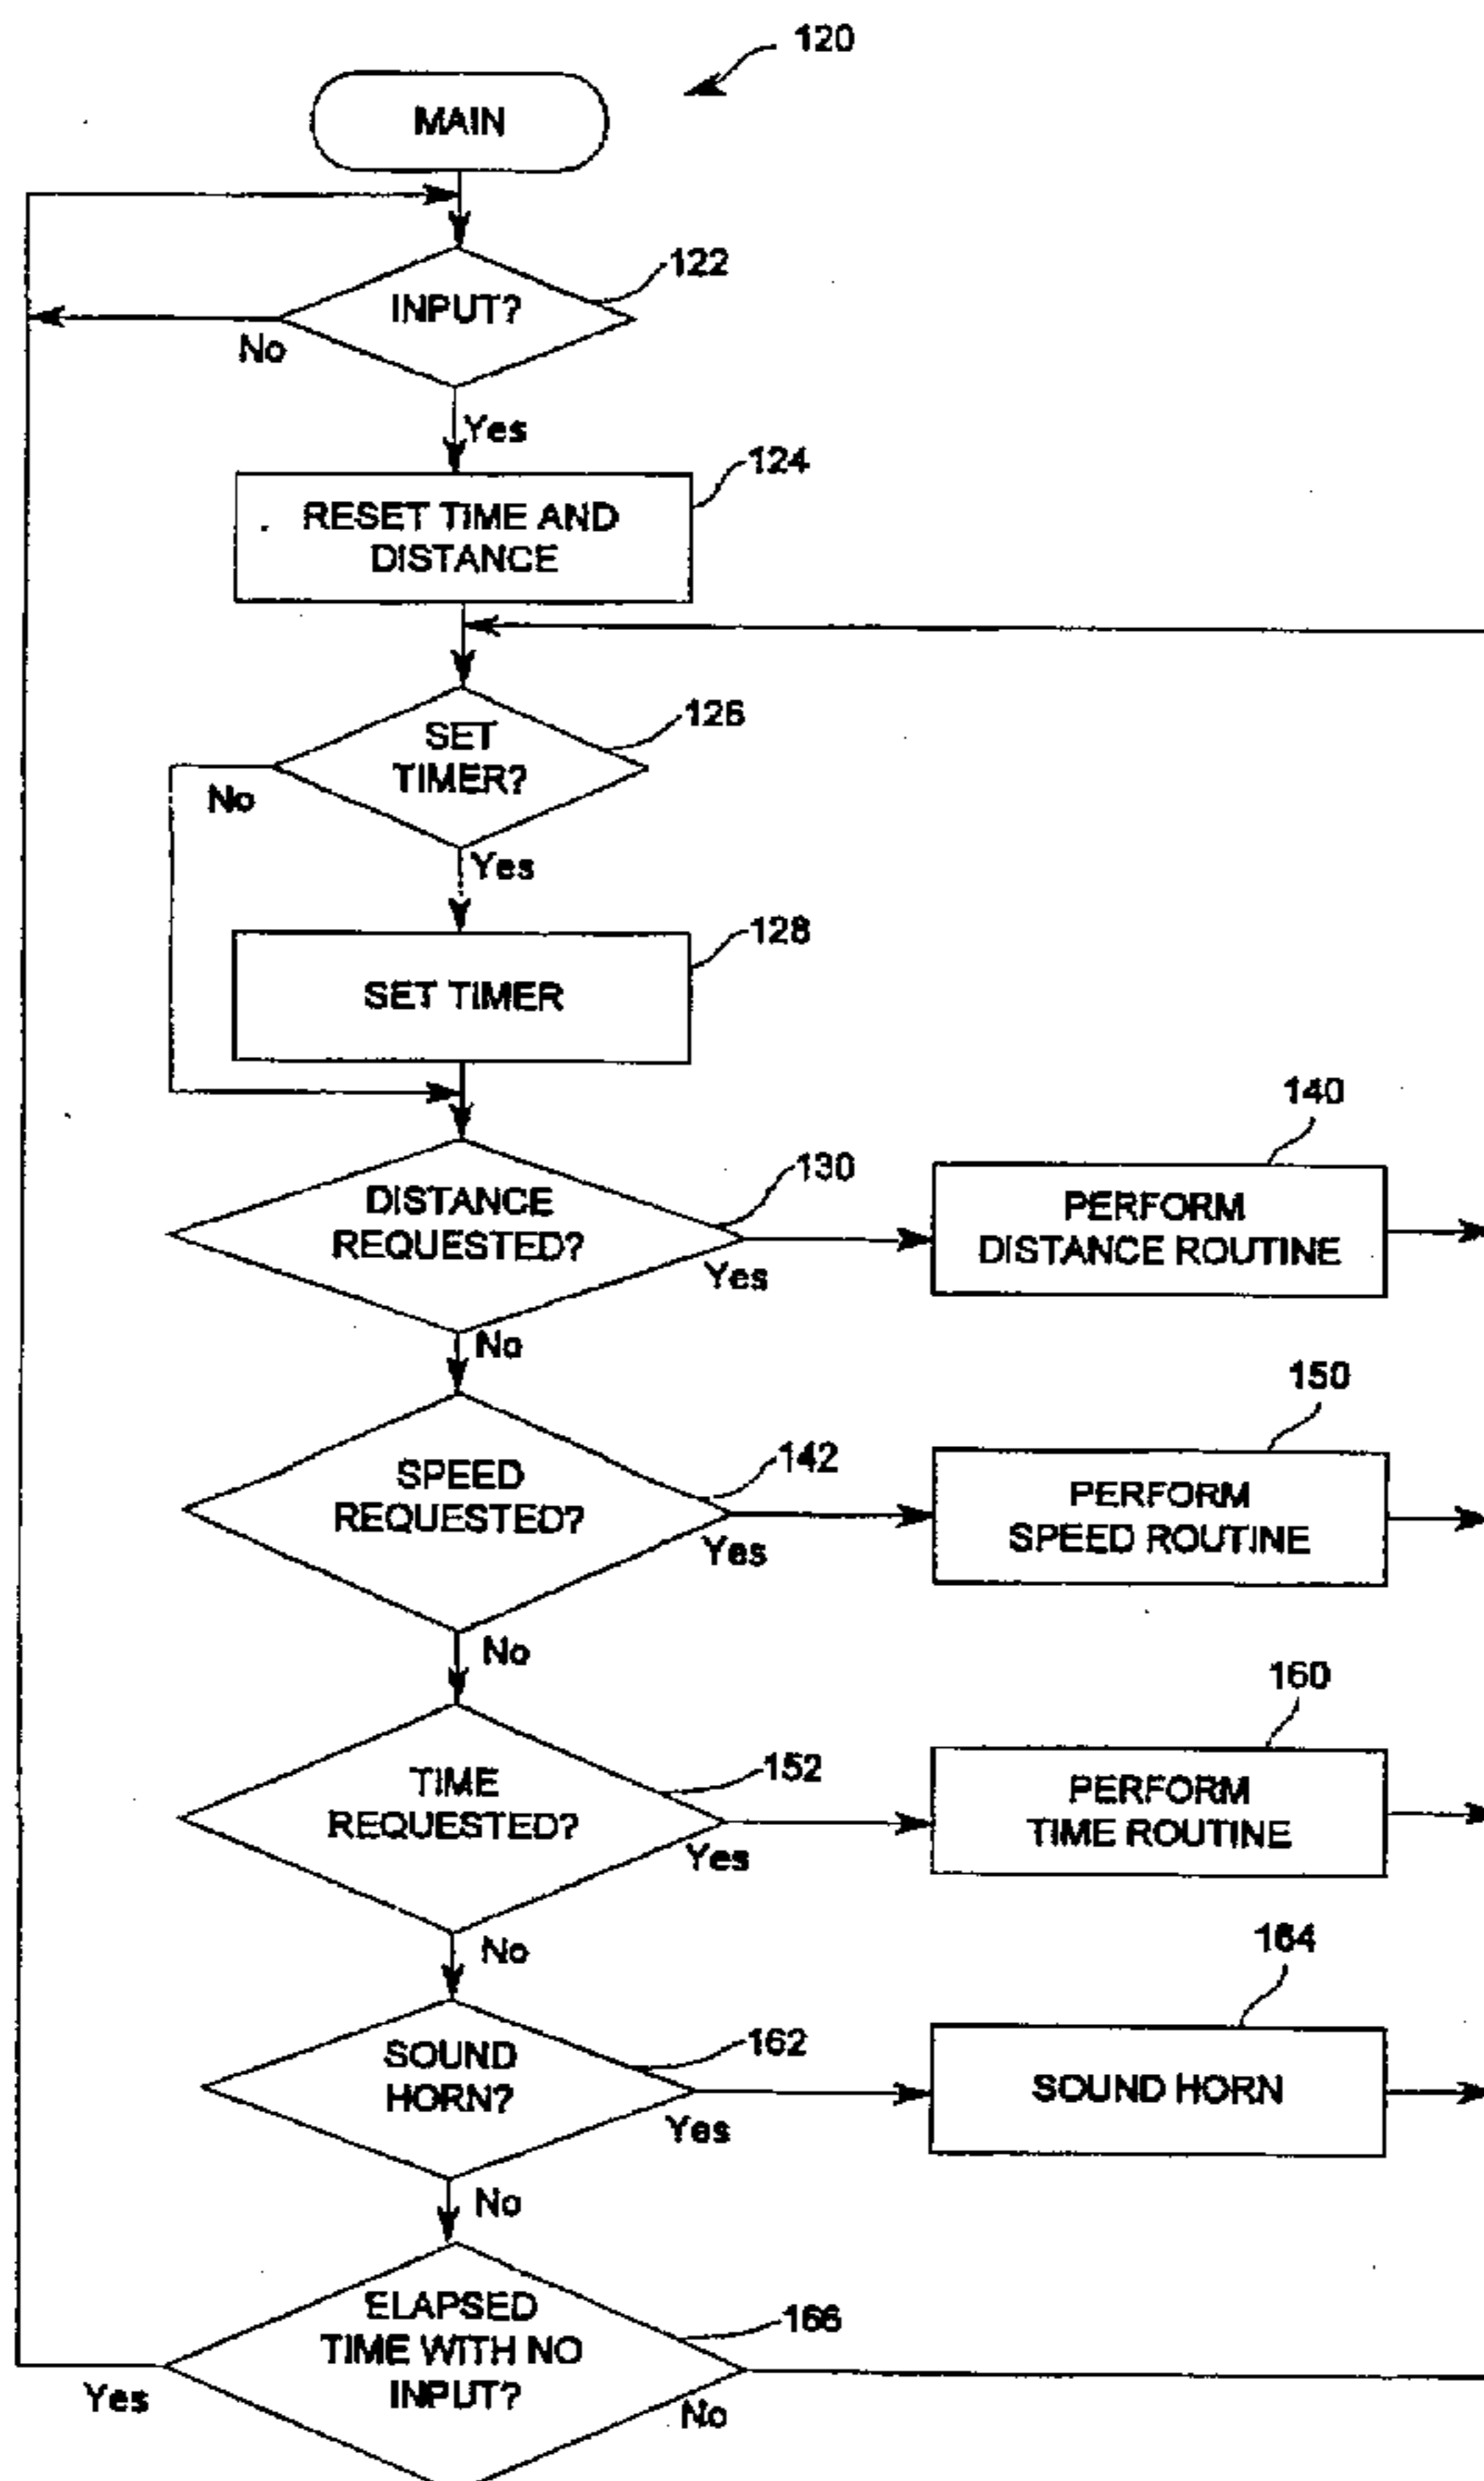 120
MAIN
122
INPUT?
No
Yes
124
RESET TIME AND
DISTANCE
126
SET
TIMER?
No
Yes
128
SET TIMER
140
130
DISTANCE
REQUESTED?
Yes
PERFORM
DISTANCE ROUTINE
No
150
142
SPEED
REQUESTED?
Yes
PERFORM
SPEED ROUTINE
No
160
152
TIME
REQUESTED?
Yes
PERFORM
TIME ROUTINE
No
164
162
SOUND
HORN?
Yes
SOUND HORN
No
166
ELAPSED
TIME WITH NO
INPUT?
Yes
No